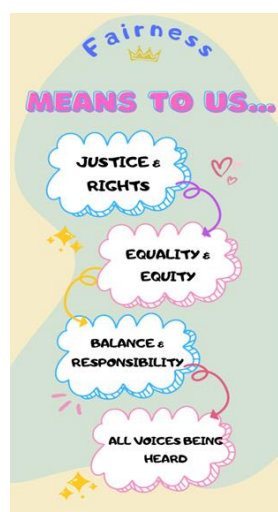 Fairness
MEANS TO US...
JUSTICE &
RIGHTS
EQUALITY &
EQUITY
BALANCE &
RESPONSIBILITY
ALL VOICES BEING
HEARD